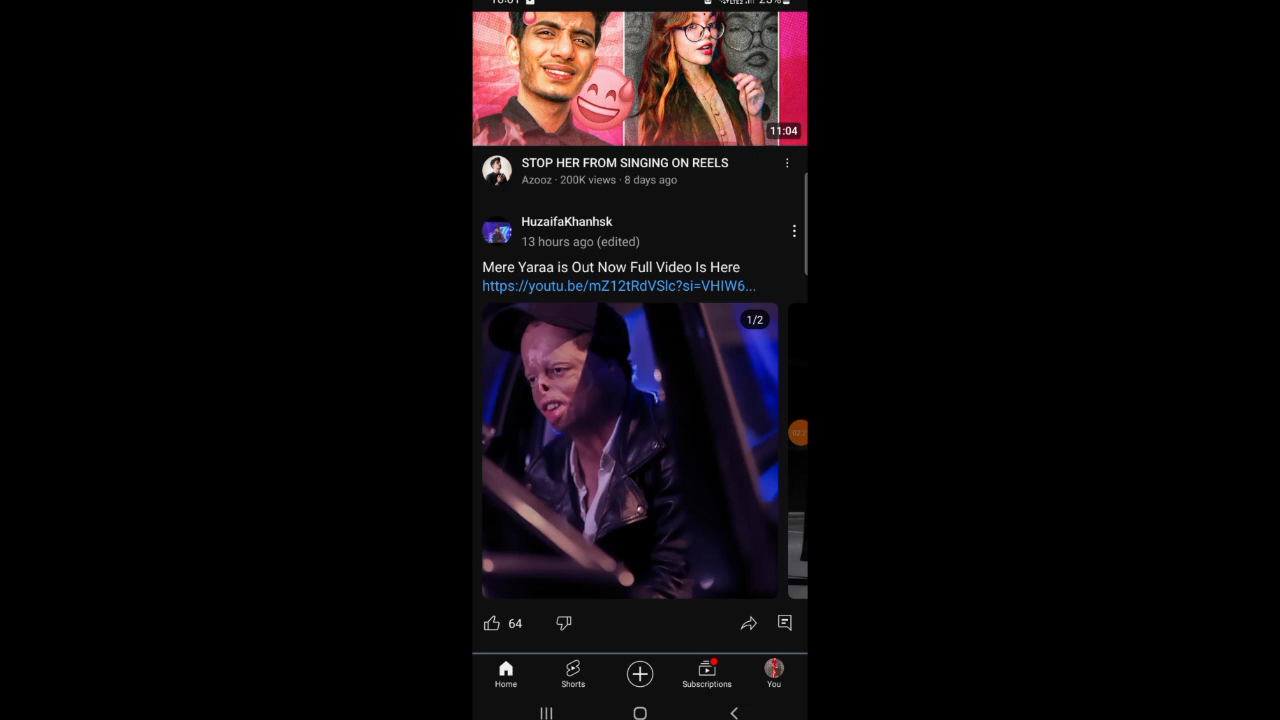 11:04
STOP HER FROM SINGING ON REELS
Azooz · 200K views · 8 days ago
HuzaifaKhanhsk
13 hours ago (edited)
Mere Yaraa is Out Now Full Video Is Here
https://youtu.be/mZ12tRdVSlc?si=VHIW6...
1/2
64
Home
Shorts
Subscriptions
You